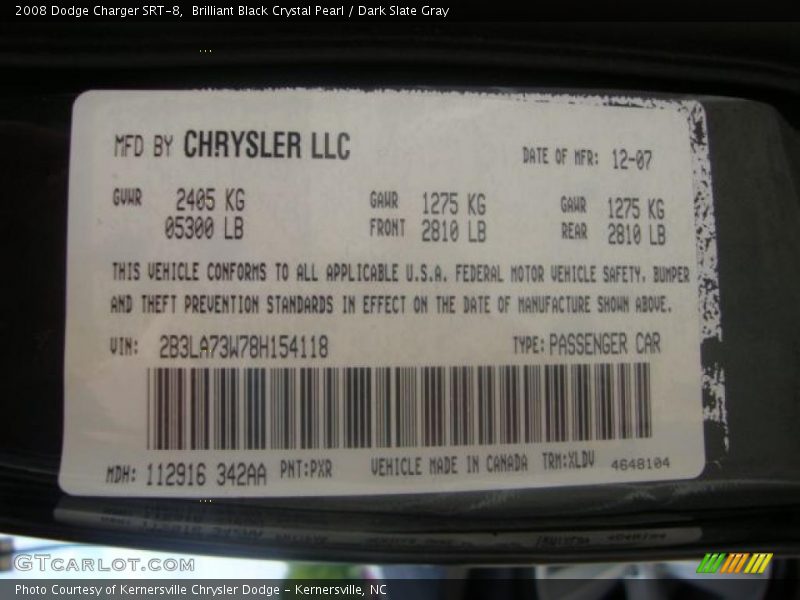 2008 Dodge Charger SRT-8,  Brilliant Black Crystal Pearl / Dark Slate Gray
MFD BY CHRYSLER LLC
DATE OF MFR: 12-07
GVWR 2405 KG GAWR 1275 KG GAWR 1275 KG
05300 LB FRONT 2810 LB REAR 2810 LB
THIS VEHICLE CONFORMS TO ALL APPLICABLE U.S.A. FEDERAL MOTOR VEHICLE SAFETY, BUMPER
AND THEFT PREVENTION STANDARDS IN EFFECT ON THE DATE OF MANUFACTURE SHOWN ABOVE.
VIN: 2B3LA73W78H154118 TYPE: PASSENGER CAR
MDH: 112916 342AA PNT:PXR VEHICLE MADE IN CANADA TRM:XLDV 4648104
GTCARLOT.COM
Photo Courtesy of Kernersville Chrysler Dodge - Kernersville, NC